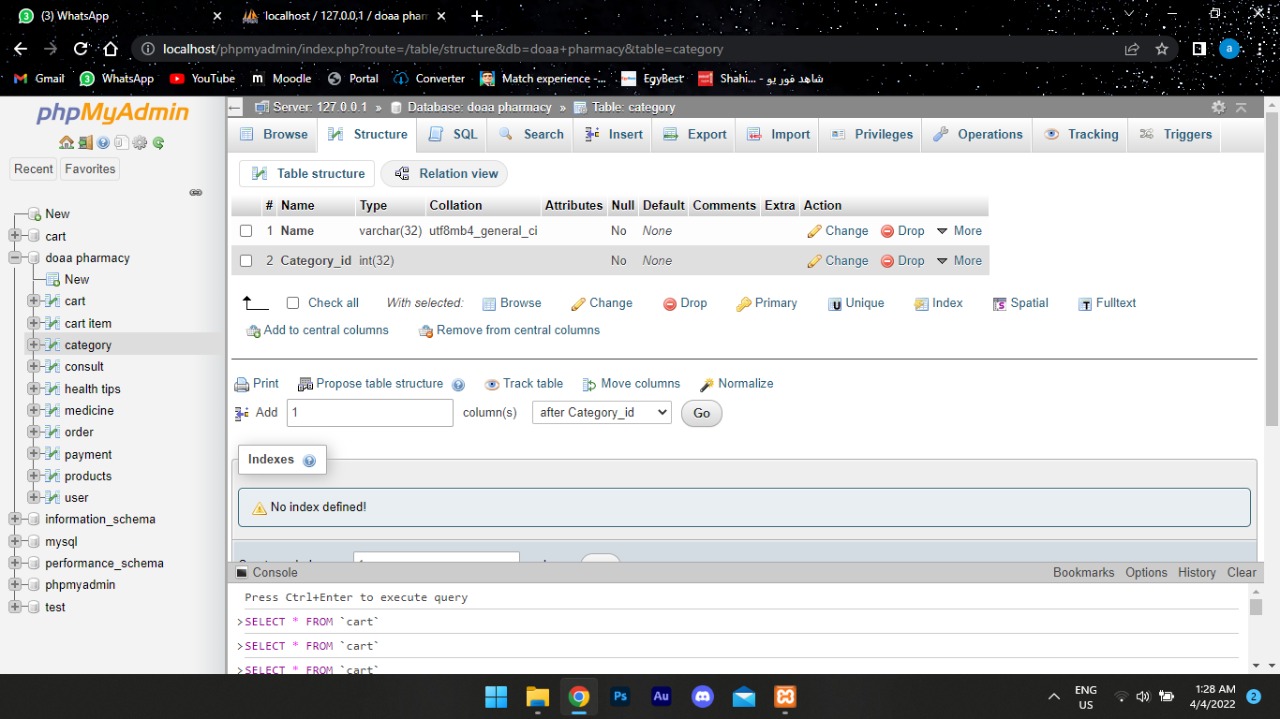 (3) WhatsApp
localhost / 127.0.0.1 / doaa phar
localhost/phpmyadmin/index.php?route=/table/structure&db=doaa+pharmacy&table=category
a
Gmail WhatsApp YouTube Moodle Portal Converter Match experience -... EgyBest Shahi... - شاهد فور يو
phpMyAdmin
Recent Favorites
New
cart
doaa pharmacy
New
cart
cart item
category
consult
health tips
medicine
order
payment
products
user
information_schema
mysql
performance_schema
phpmyadmin
test
Server: 127.0.0.1 » Database: doaa pharmacy » Table: category
Browse Structure SQL Search Insert Export Import Privileges Operations Tracking Triggers
Table structure Relation view
# Name Type Collation Attributes Null Default Comments Extra Action
1 Name varchar(32) utf8mb4_general_ci No None Change Drop More
2 Category_id int(32) No None Change Drop More
Check all With selected: Browse Change Drop Primary Unique Index Spatial Fulltext
Add to central columns Remove from central columns
Print Propose table structure Track table Move columns Normalize
Add 1 column(s) after Category_id Go
Indexes
No index defined!
Console Bookmarks Options History Clear
Press Ctrl+Enter to execute query
>SELECT * FROM `cart`
>SELECT * FROM `cart`
>SELECT * FROM `cart`
Ps Au
ENG
US
1:28 AM
4/4/2022
2